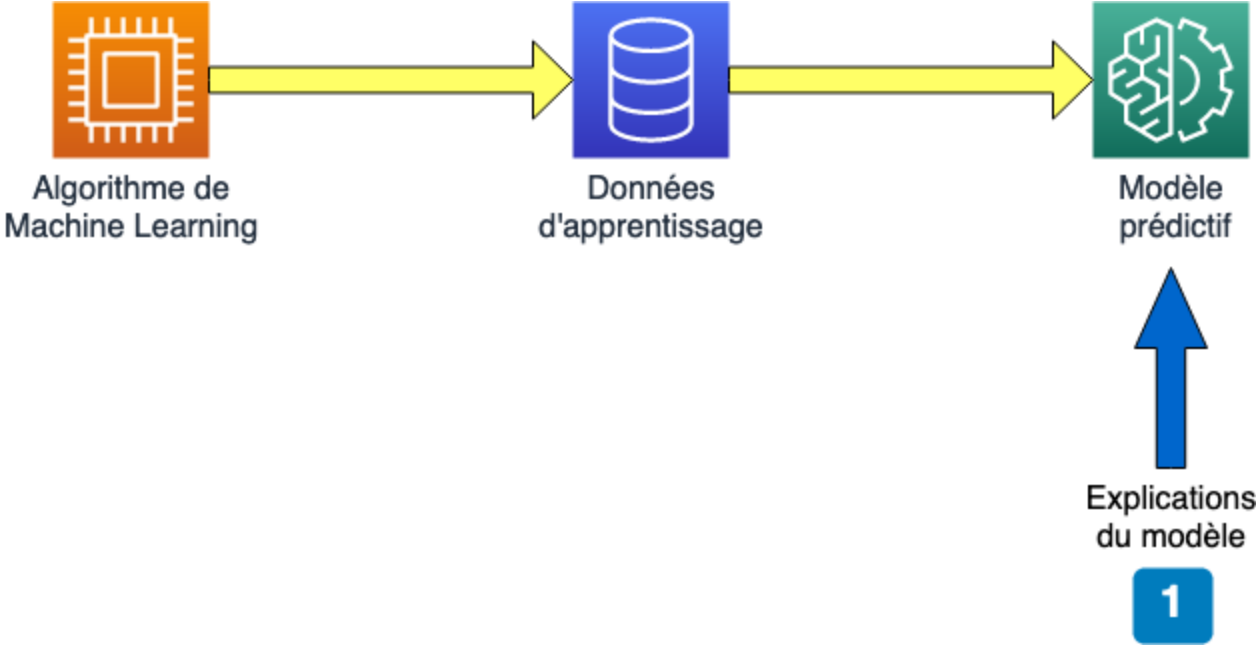 Algorithme de
Machine Learning
Données
d'apprentissage
Modèle
prédictif
Explications
du modèle
1